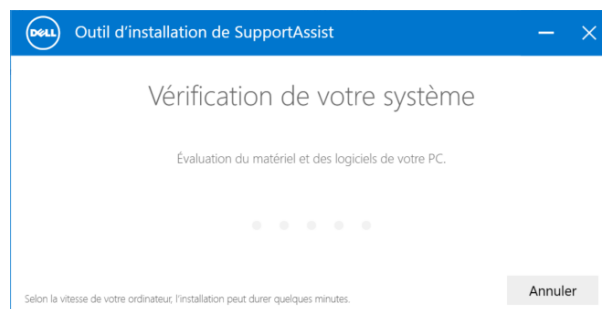 DELL
Outil d'installation de SupportAssist
Vérification de votre système
Évaluation du matériel et des logiciels de votre PC.
Selon la vitesse de votre ordinateur, l'installation peut durer quelques minutes.
Annuler